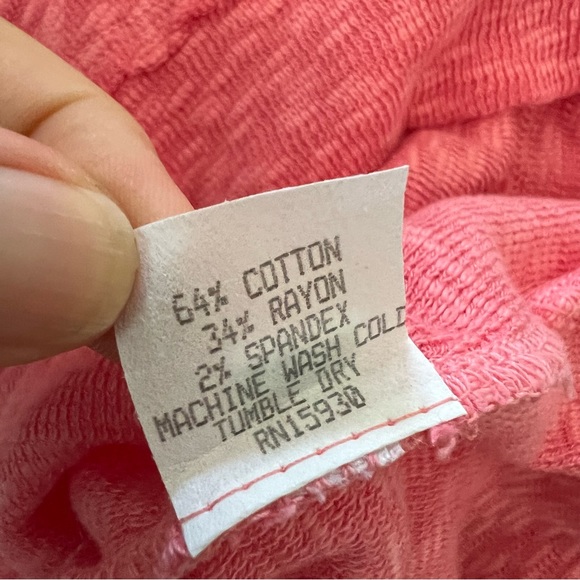 64% COTTON
34% RAYON
2% SPANDEX
MACHINE WASH COLD
TUMBLE DRY
RN15930